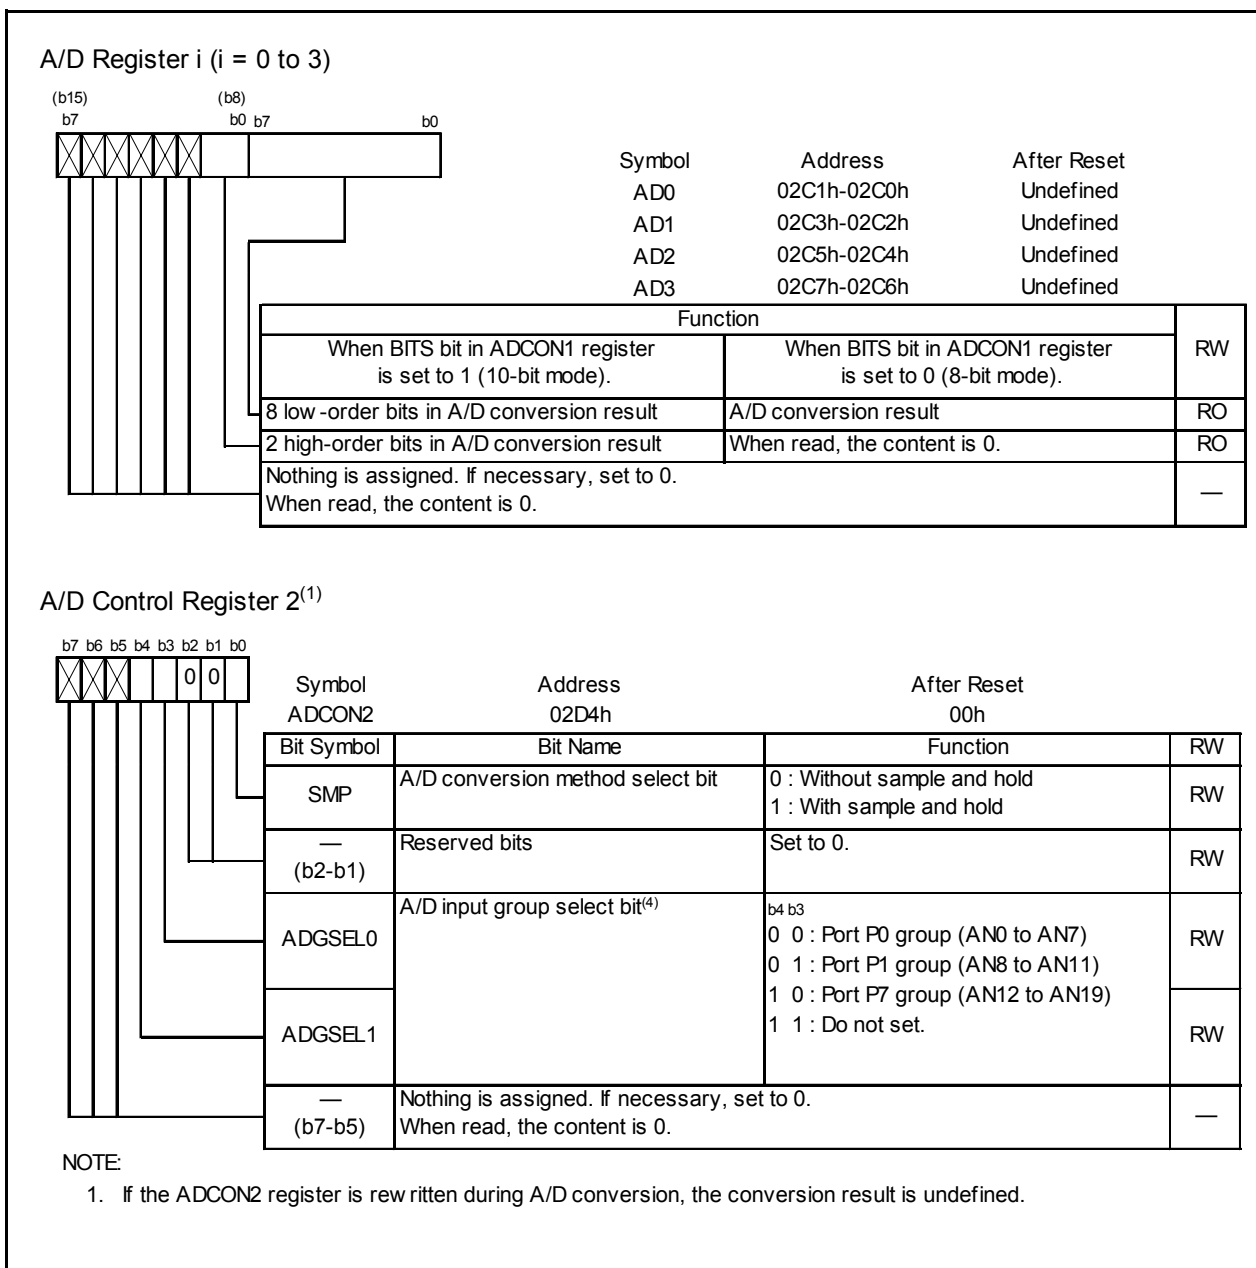 A/D Register i (i = 0 to 3)
(b15) (b8)
b7 b0 b7 b0
Symbol Address After Reset
AD0 02C1h-02C0h Undefined
AD1 02C3h-02C2h Undefined
AD2 02C5h-02C4h Undefined
AD3 02C7h-02C6h Undefined
Function
When BITS bit in ADCON1 register When BITS bit in ADCON1 register RW
is set to 1 (10-bit mode). is set to 0 (8-bit mode).
8 low-order bits in A/D conversion result A/D conversion result RO
2 high-order bits in A/D conversion result When read, the content is 0. RO
Nothing is assigned. If necessary, set to 0.
When read, the content is 0. —
A/D Control Register 2(1)
b7 b6 b5 b4 b3 b2 b1 b0
0 0
Symbol Address After Reset
ADCON2 02D4h 00h
Bit Symbol Bit Name Function RW
SMP A/D conversion method select bit 0 : Without sample and hold RW
1 : With sample and hold
— Reserved bits Set to 0. RW
(b2-b1)
A/D input group select bit(4) b4 b3
ADGSEL0 0 0 : Port P0 group (AN0 to AN7) RW
0 1 : Port P1 group (AN8 to AN11)
1 0 : Port P7 group (AN12 to AN19)
ADGSEL1 1 1 : Do not set. RW
— Nothing is assigned. If necessary, set to 0. —
(b7-b5) When read, the content is 0.
NOTE:
1. If the ADCON2 register is rewritten during A/D conversion, the conversion result is undefined.